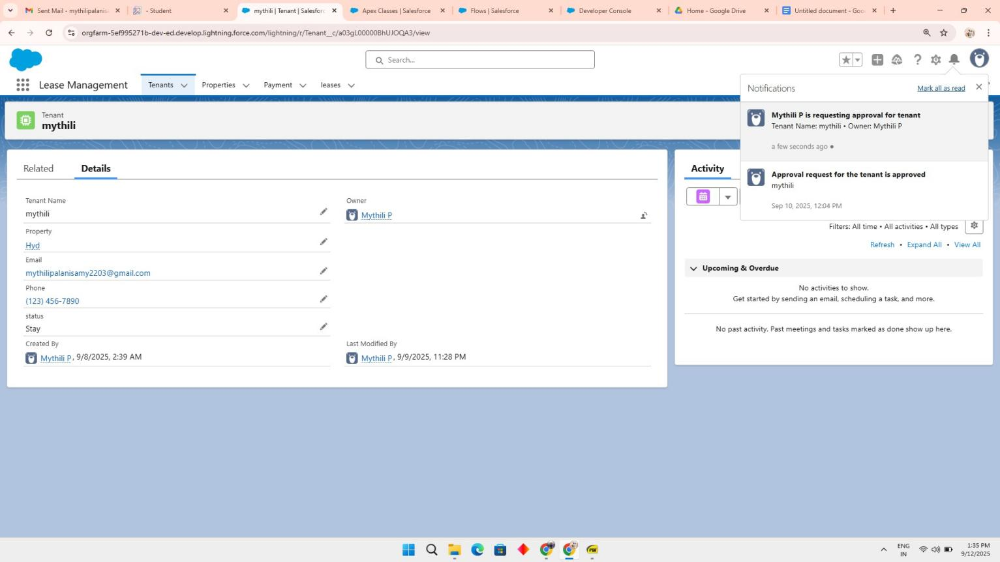 Sent Mail - mythilipalanisa
- Student
mythili | Tenant | Salesforc
Apex Classes | Salesforce
Flows | Salesforce
Developer Console
Home - Google Drive
Untitled document - Goo
orgfarm-5ef995271b-dev-ed.develop.lightning.force.com/lightning/r/Tenant__c/a03gL00000BhUJOQA3/view
Search...
Lease Management
Tenants
Properties
Payment
leases
Notifications
Mark all as read
Mythili P is requesting approval for tenant
Tenant Name: mythili • Owner: Mythili P
a few seconds ago •
Approval request for the tenant is approved
mythili
Sep 10, 2025, 12:04 PM
Tenant
mythili
Related
Details
Tenant Name
mythili
Owner
Mythili P
Property
Hyd
Email
mythilipalanisamy2203@gmail.com
Phone
(123) 456-7890
status
Stay
Created By
Mythili P, 9/8/2025, 2:39 AM
Last Modified By
Mythili P, 9/9/2025, 11:28 PM
Activity
Filters: All time • All activities • All types
Refresh • Expand All • View All
Upcoming & Overdue
No activities to show.
Get started by sending an email, scheduling a task, and more.
No past activity. Past meetings and tasks marked as done show up here.
ENG
IN
1:35 PM
9/12/2025